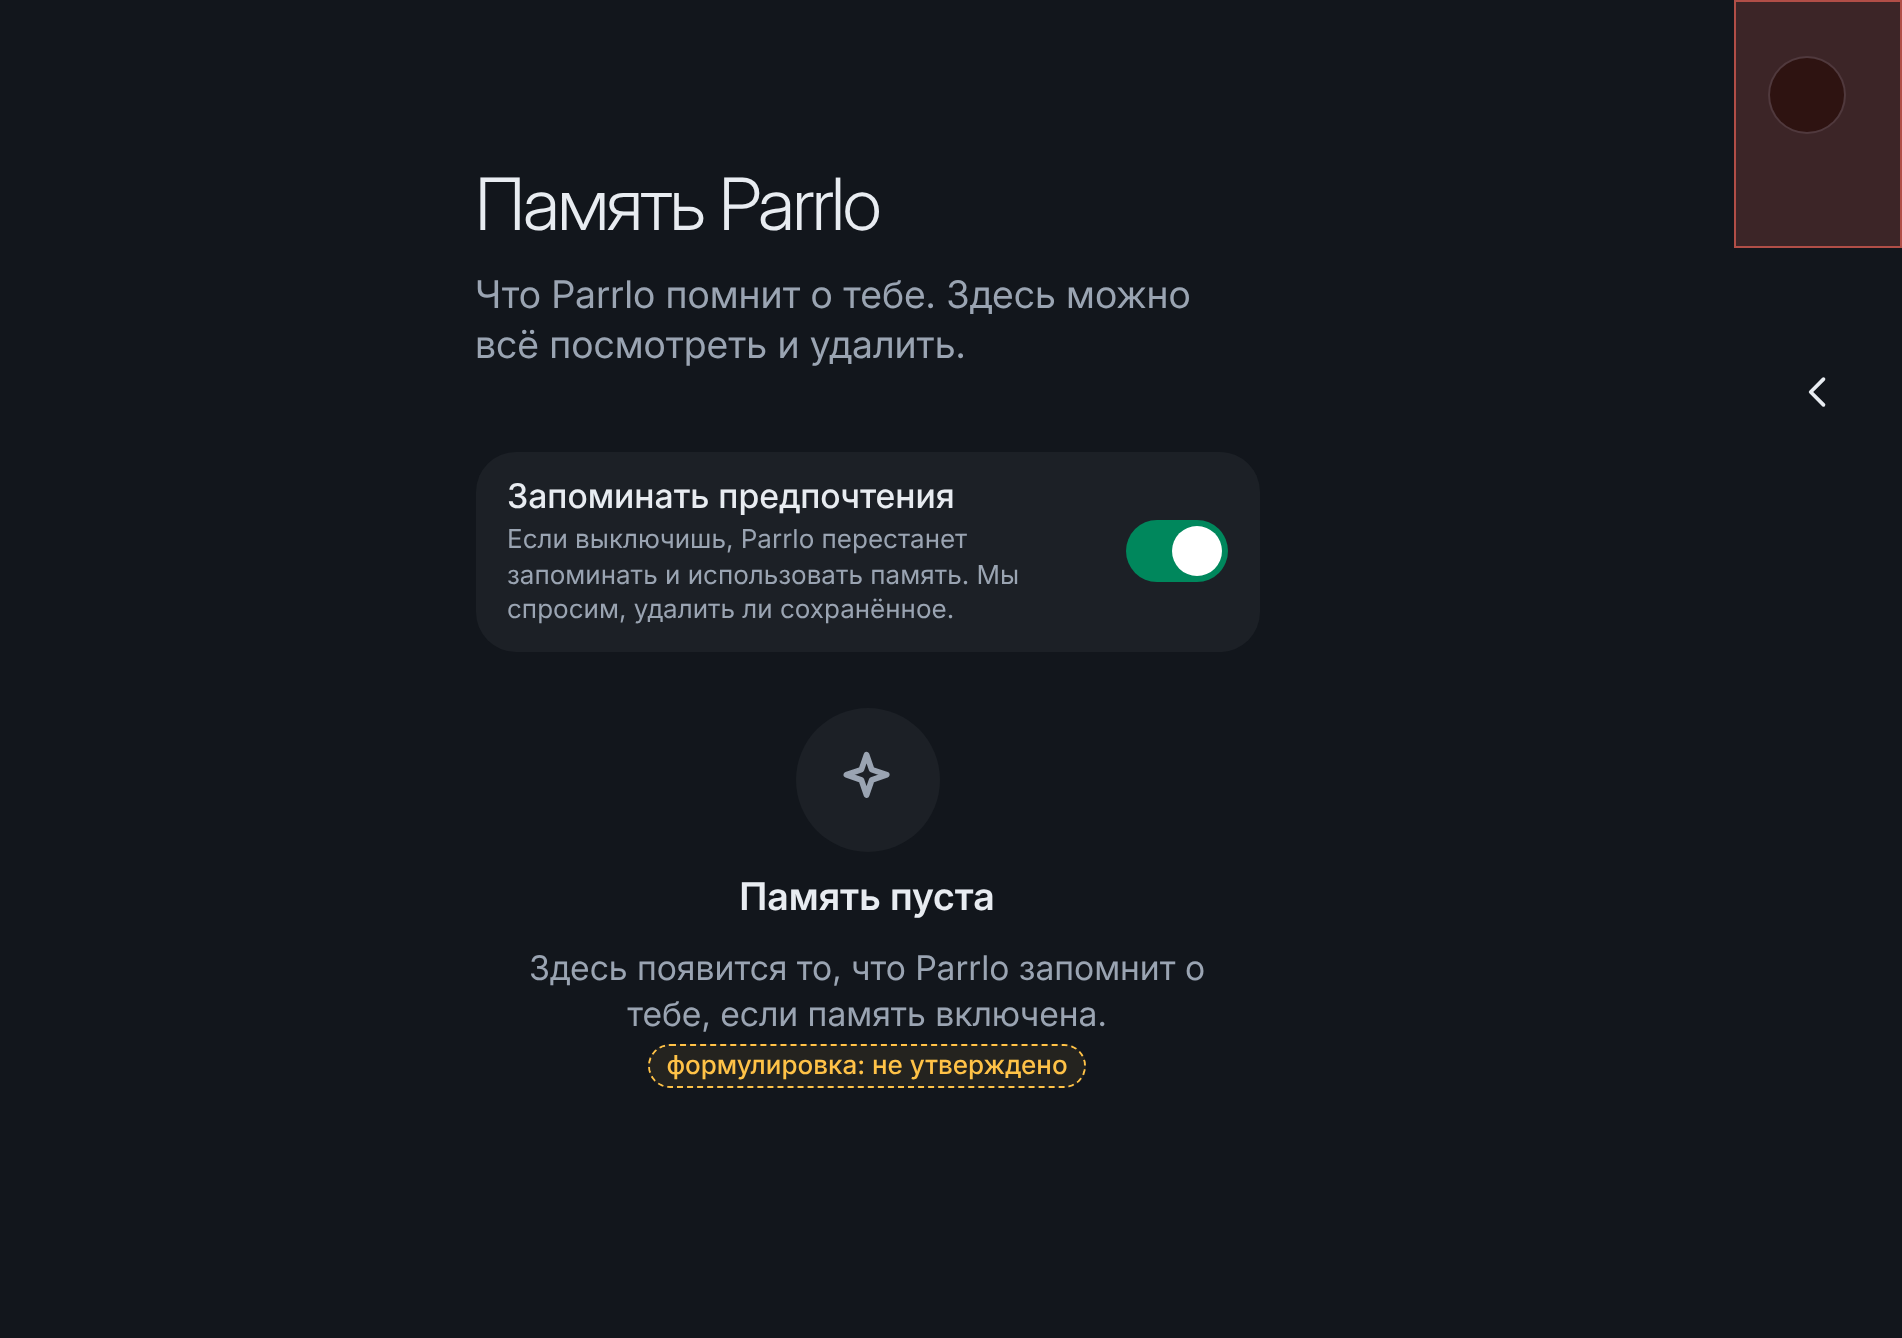 Память Parrlo
Что Parrlo помнит о тебе. Здесь можно
всё посмотреть и удалить.
Запоминать предпочтения
Если выключишь, Parrlo перестанет
запоминать и использовать память. Мы
спросим, удалить ли сохранённое.
Память пуста
Здесь появится то, что Parrlo запомнит о
тебе, если память включена.
формулировка: не утверждено